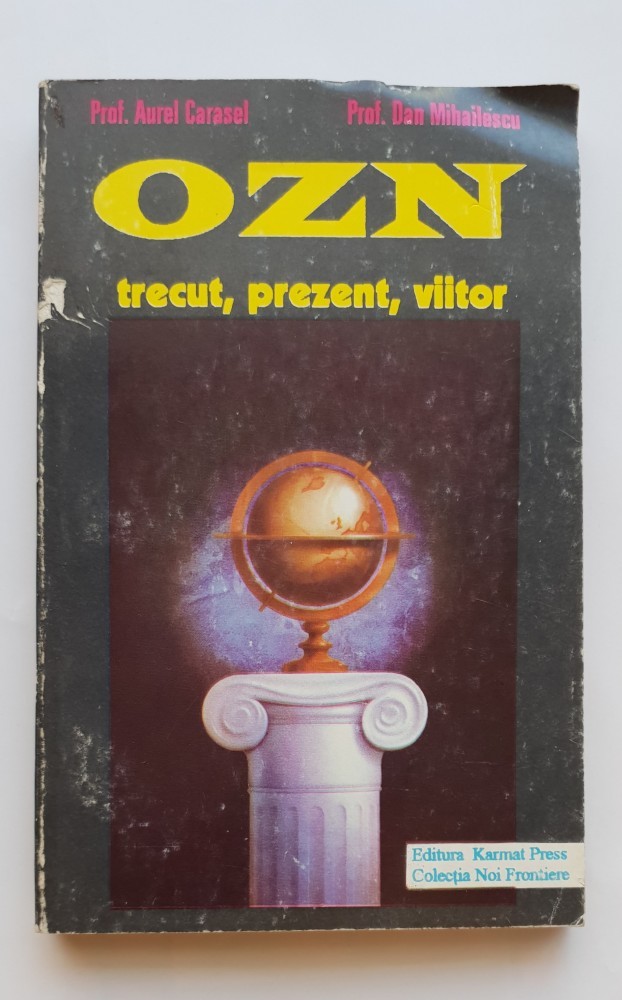 Prof. Aurel Carasel
Prof. Dan Mihailescu
OZN
trecut, prezent, viitor
Editura Karmat Press
Colecția Noi Frontiere